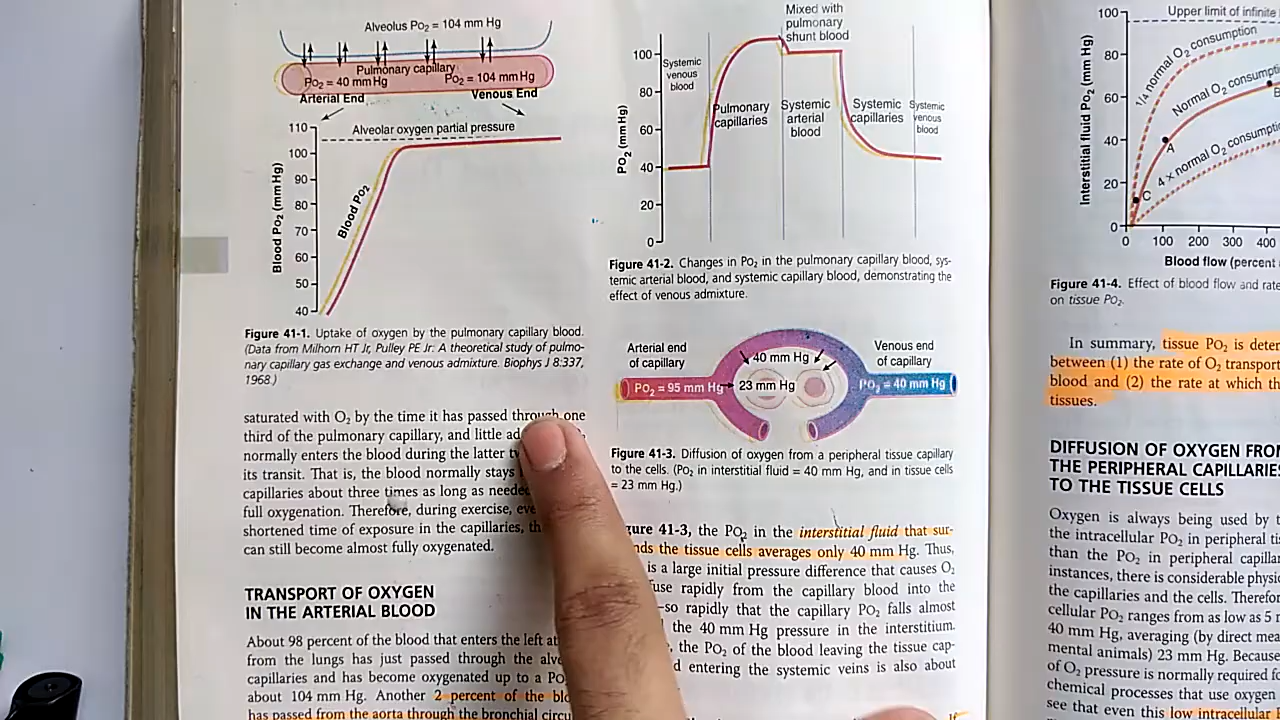 Alveolus Po2 = 104 mm Hg
Pulmonary capillary
Po2 = 40 mm Hg
Po2 = 104 mm Hg
Arterial End
Venous End
Alveolar oxygen partial pressure
Blood Po2 (mm Hg)
110
100
90
80
70
60
50
40
Blood Po2
Figure 41-1. Uptake of oxygen by the pulmonary capillary blood.
(Data from Milhorn HT Jr, Pulley PE Jr: A theoretical study of pulmo-
nary capillary gas exchange and venous admixture. Biophys J 8:337,
1968.)
saturated with O2 by the time it has passed through one
third of the pulmonary capillary, and little
normally enters the blood during the latter
its transit. That is, the blood normally stays
capillaries about three times as long as
full oxygenation. Therefore, during exercise,
shortened time of exposure in the capillaries,
can still become almost fully oxygenated.
TRANSPORT OF OXYGEN
IN THE ARTERIAL BLOOD
About 98 percent of the blood that enters the left
from the lungs has just passed through the
capillaries and has become oxygenated up to a
about 104 mm Hg. Another 2 percent of the
has passed from the aorta through the bronchial
Mixed with
pulmonary
shunt blood
PO2 (mm Hg)
100
80
60
40
20
0
Systemic
venous
blood
Pulmonary
capillaries
Systemic
arterial
blood
Systemic
capillaries
Systemic
venous
blood
Figure 41-2. Changes in Po2 in the pulmonary capillary blood, sys-
temic arterial blood, and systemic capillary blood, demonstrating the
effect of venous admixture.
Arterial end
of capillary
Venous end
of capillary
40 mm Hg
PO2 = 95 mm Hg
23 mm Hg
PO2 = 40 mm Hg
Figure 41-3. Diffusion of oxygen from a peripheral tissue capillary
to the cells. (Po2 in interstitial fluid = 40 mm Hg, and in tissue cells
= 23 mm Hg.)
41-3, the PO2 in the interstitial fluid that sur-
the tissue cells averages only 40 mm Hg. Thus,
is a large initial pressure difference that causes O2
rapidly from the capillary blood into the
—so rapidly that the capillary PO2 falls almost
the 40 mm Hg pressure in the interstitium.
the PO2 of the blood leaving the tissue cap-
entering the systemic veins is also about
Upper limit of infinite
Interstitial fluid Po2 (mm Hg)
100
80
60
40
20
0
1/4 normal O2 consumption
Normal O2
4 × normal O2
A
B
C
0 100 200 300 400
Blood flow (percent
Figure 41-4. Effect of blood flow and
on tissue PO2.
In summary, tissue PO2 is
between (1) the rate of O2
blood and (2) the rate at which
tissues.
DIFFUSION OF OXYGEN
THE PERIPHERAL CAPILLARIES
TO THE TISSUE CELLS
Oxygen is always being used by
the intracellular PO2 in peripheral
than the PO2 in peripheral
instances, there is considerable
the capillaries and the cells.
cellular PO2 ranges from as low as 5
40 mm Hg, averaging (by direct
mental animals) 23 mm Hg.
of O2 pressure is normally required
chemical processes that use oxygen
see that even this low intracellular